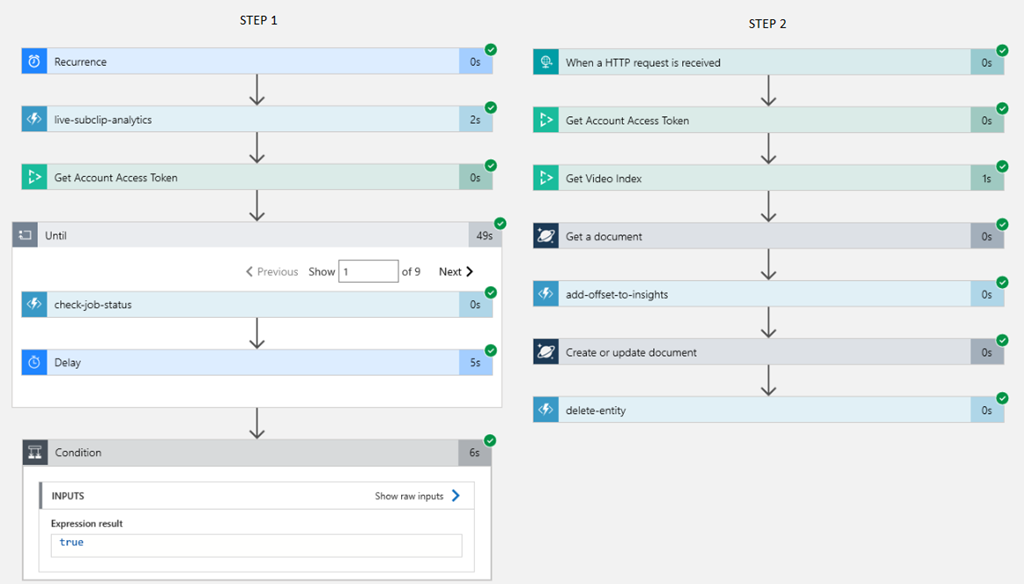 STEP 1
Recurrence 0s
live-subclip-analytics 2s
Get Account Access Token 0s
Until 49s
Previous Show 1 of 9 Next
check-job-status 0s
Delay 5s
Condition 6s
INPUTS Show raw inputs
Expression result
true
STEP 2
When a HTTP request is received 0s
Get Account Access Token 0s
Get Video Index 1s
Get a document 0s
add-offset-to-insights 0s
Create or update document 0s
delete-entity 0s